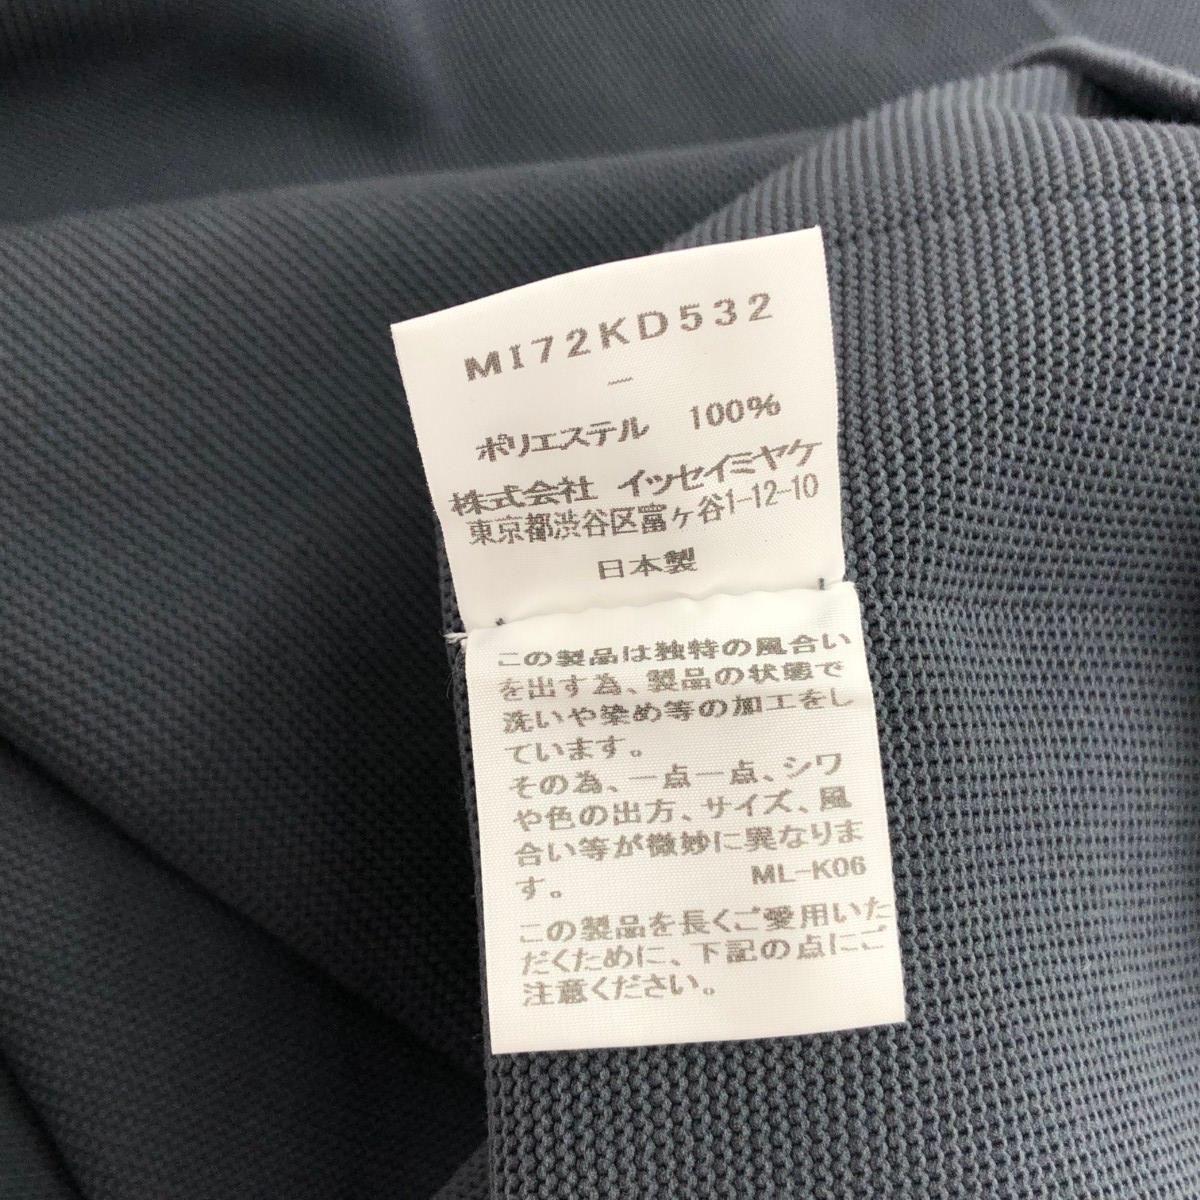 MI72KD532
—
ポリエステル 100%
株式会社 イッセイミヤケ
東京都渋谷区富ヶ谷1-12-10
日本製
この製品は独特の風合い
を出す為、製品の状態で
洗いや染め等の加工をし
ています。
その為、一点一点、シワ
や色の出方、サイズ、風
合い等が微妙に異なりま
す。 ML-K06
この製品を長くご愛用いた
だくために、下記の点にご
注意ください。